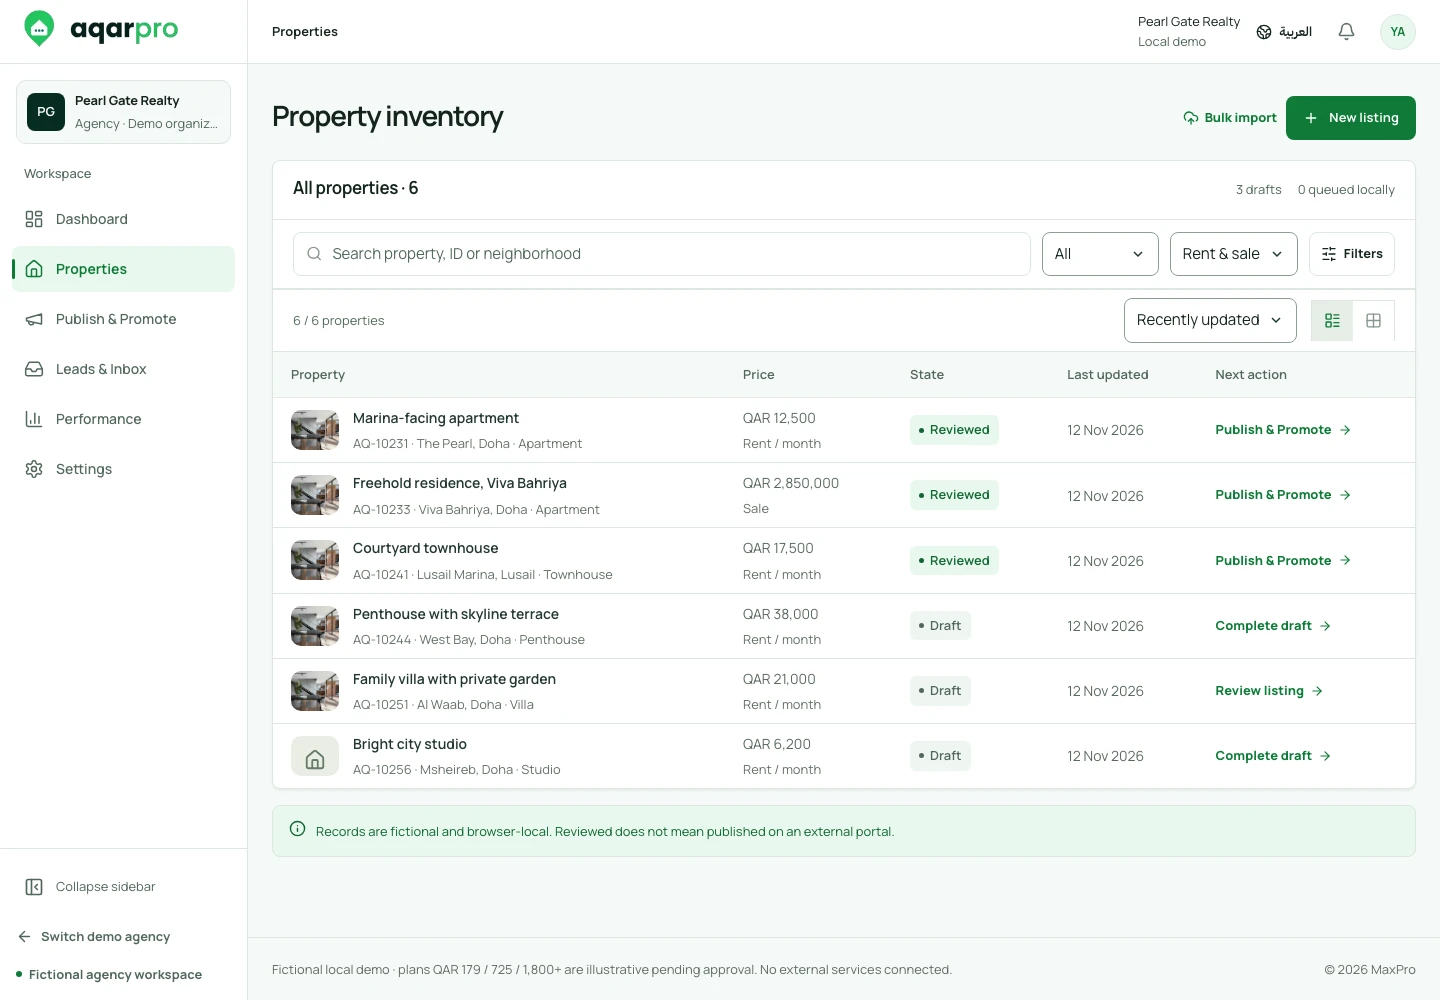 aqarpro
Properties
Pearl Gate Realty
Local demo
العربية
YA
PG
Pearl Gate Realty
Agency · Demo organiz...
Workspace
Dashboard
Properties
Publish & Promote
Leads & Inbox
Performance
Settings
Collapse sidebar
Switch demo agency
Fictional agency workspace
Property inventory
Bulk import
New listing
All properties · 6
3 drafts
0 queued locally
Search property, ID or neighborhood
All
Rent & sale
Filters
6 / 6 properties
Recently updated
Property Price State Last updated Next action
Marina-facing apartment
AQ-10231 · The Pearl, Doha · Apartment
QAR 12,500
Rent / month
Reviewed
12 Nov 2026
Publish & Promote
Freehold residence, Viva Bahriya
AQ-10233 · Viva Bahriya, Doha · Apartment
QAR 2,850,000
Sale
Reviewed
12 Nov 2026
Publish & Promote
Courtyard townhouse
AQ-10241 · Lusail Marina, Lusail · Townhouse
QAR 17,500
Rent / month
Reviewed
12 Nov 2026
Publish & Promote
Penthouse with skyline terrace
AQ-10244 · West Bay, Doha · Penthouse
QAR 38,000
Rent / month
Draft
12 Nov 2026
Complete draft
Family villa with private garden
AQ-10251 · Al Waab, Doha · Villa
QAR 21,000
Rent / month
Draft
12 Nov 2026
Review listing
Bright city studio
AQ-10256 · Msheireb, Doha · Studio
QAR 6,200
Rent / month
Draft
12 Nov 2026
Complete draft
Records are fictional and browser-local. Reviewed does not mean published on an external portal.
Fictional local demo · plans QAR 179 / 725 / 1,800+ are illustrative pending approval. No external services connected.
© 2026 MaxPro